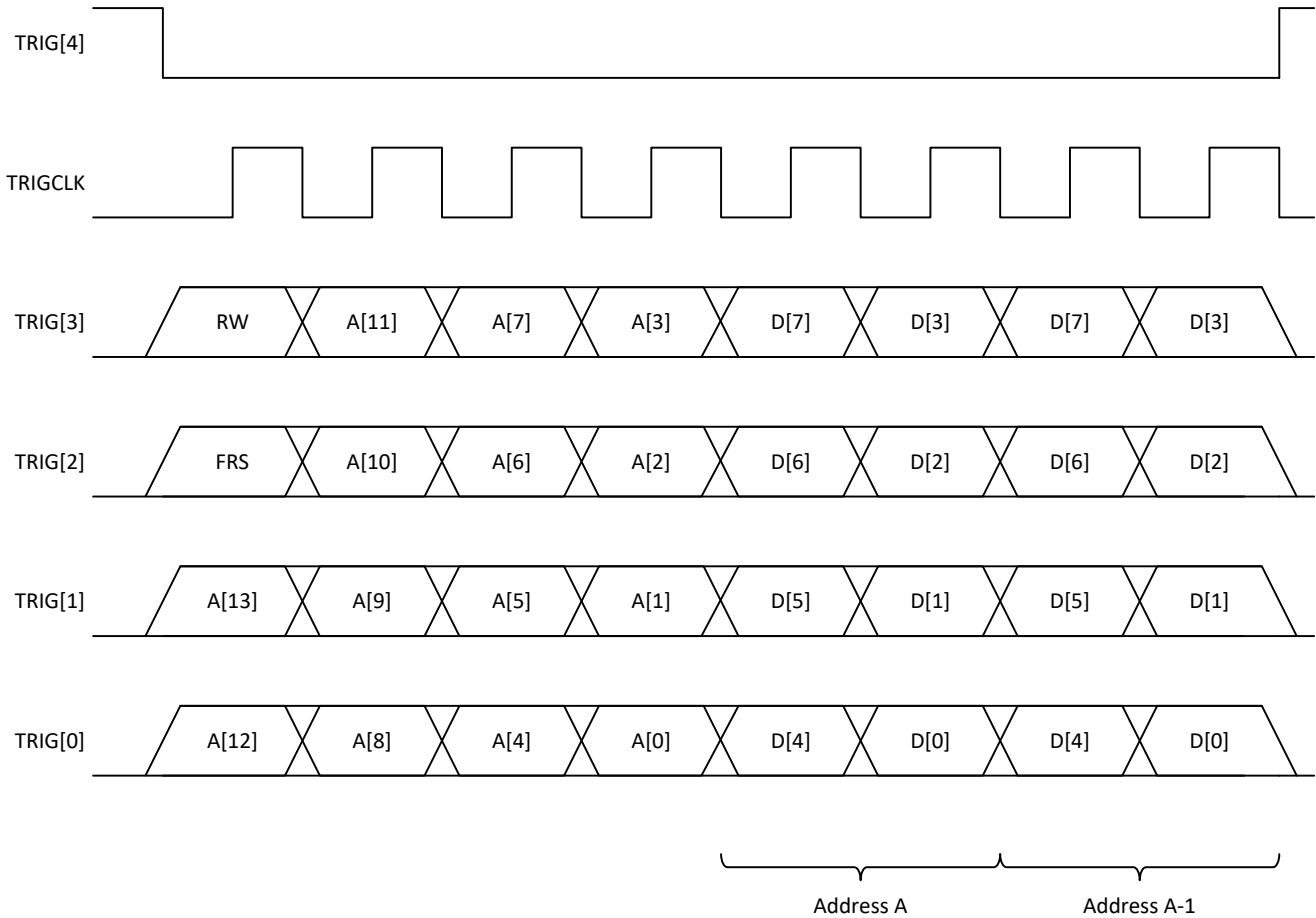 TRIG[4]
TRIGCLK
TRIG[3] RW A[11] A[7] A[3] D[7] D[3] D[7] D[3]
TRIG[2] FRS A[10] A[6] A[2] D[6] D[2] D[6] D[2]
TRIG[1] A[13] A[9] A[5] A[1] D[5] D[1] D[5] D[1]
TRIG[0] A[12] A[8] A[4] A[0] D[4] D[0] D[4] D[0]
Address A Address A-1